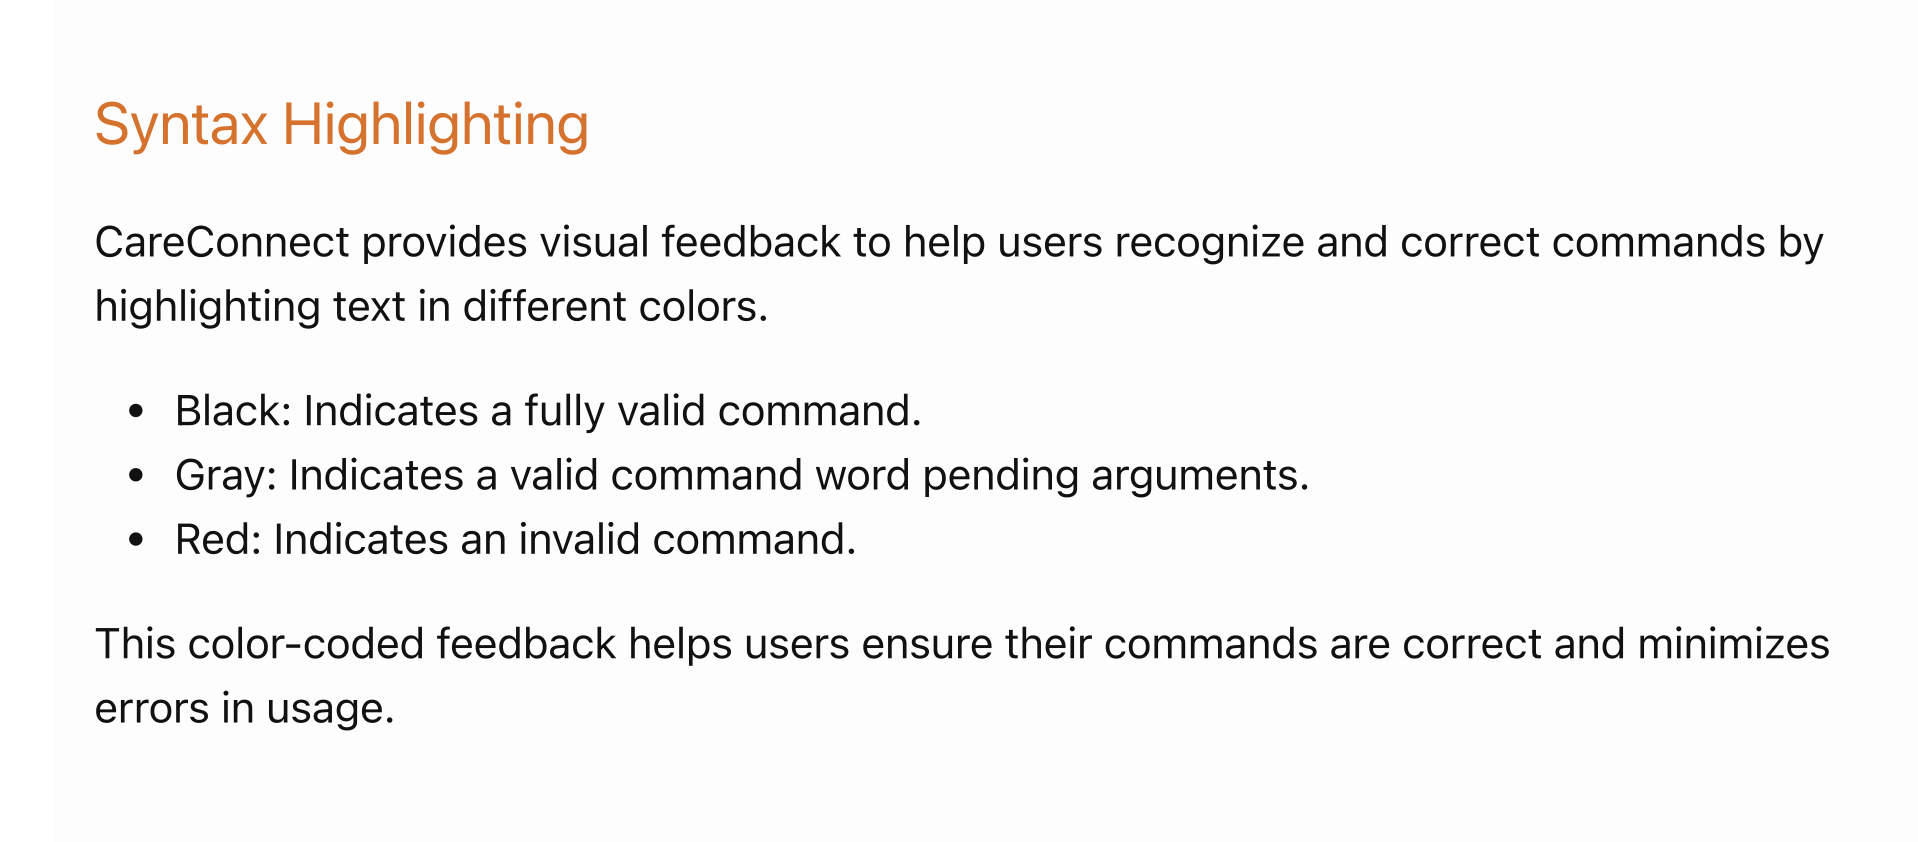 Syntax Highlighting
CareConnect provides visual feedback to help users recognize and correct commands by
highlighting text in different colors.
• Black: Indicates a fully valid command.
• Gray: Indicates a valid command word pending arguments.
• Red: Indicates an invalid command.
This color-coded feedback helps users ensure their commands are correct and minimizes
errors in usage.